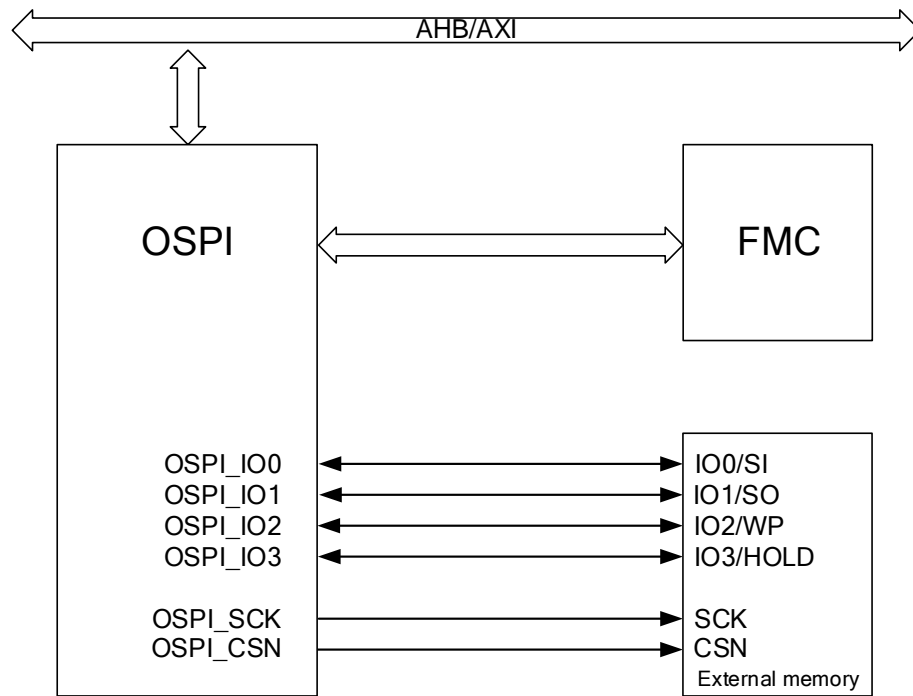 AHB/AXI
OSPI
FMC
OSPI_IO0
IO0/SI
OSPI_IO1
IO1/SO
OSPI_IO2
IO2/WP
OSPI_IO3
IO3/HOLD
OSPI_SCK
SCK
OSPI_CSN
CSN
External memory